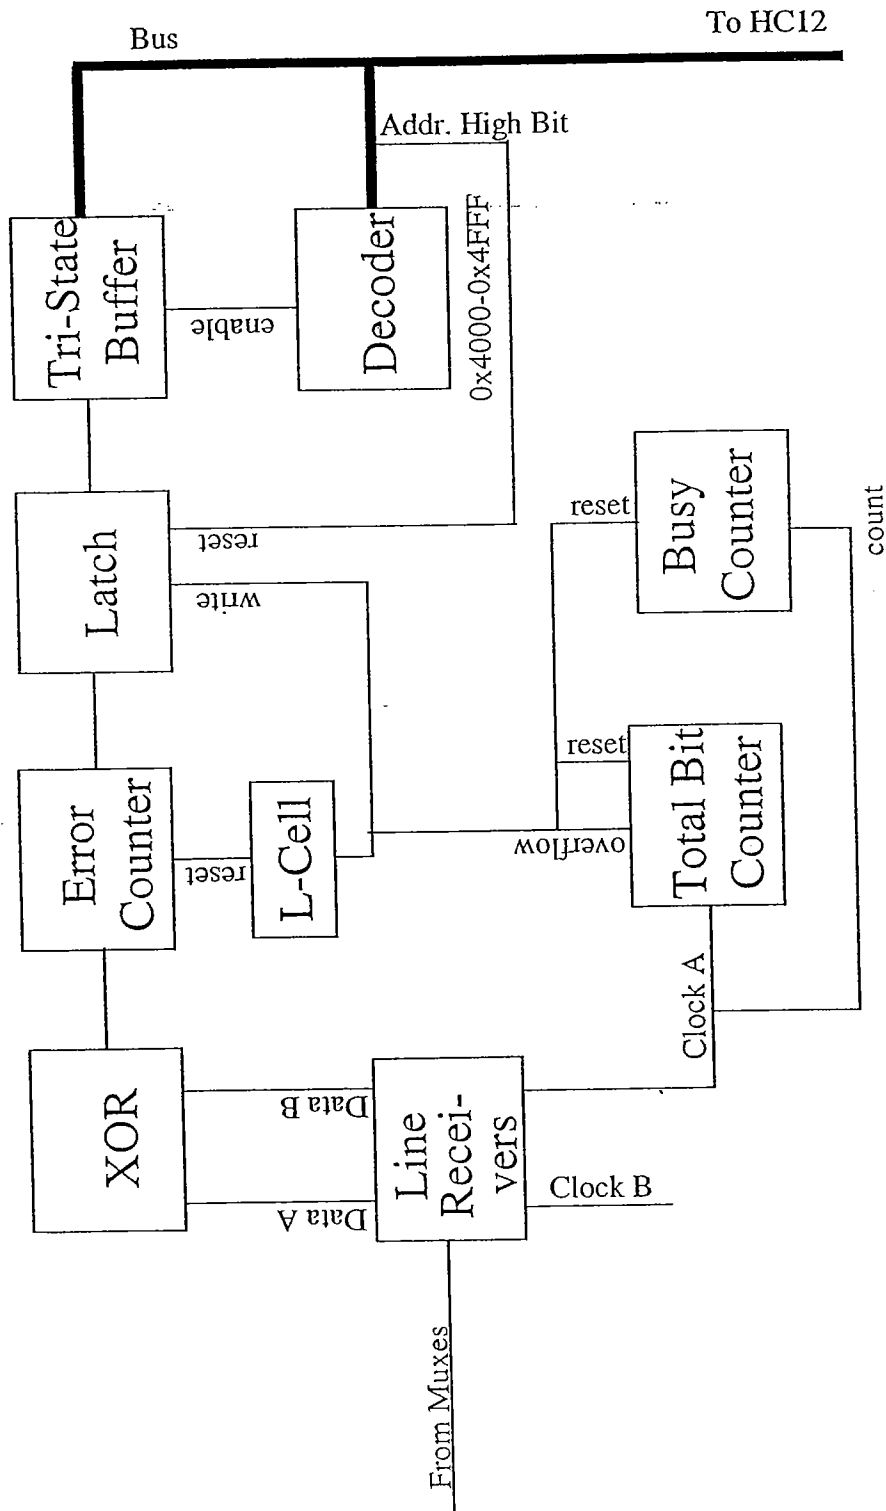 To HC12
Bus
Addr. High Bit
Tri-State
Buffer
enable
Decoder
0x4000-0x4FFF
Latch
reset
write
reset
Busy
Counter
count
Error
Counter
reset
L-Cell
reset
overflow
Total Bit
Counter
Clock A
XOR
Data B
Data A
Line
Recei-
vers
Clock B
From Muxes